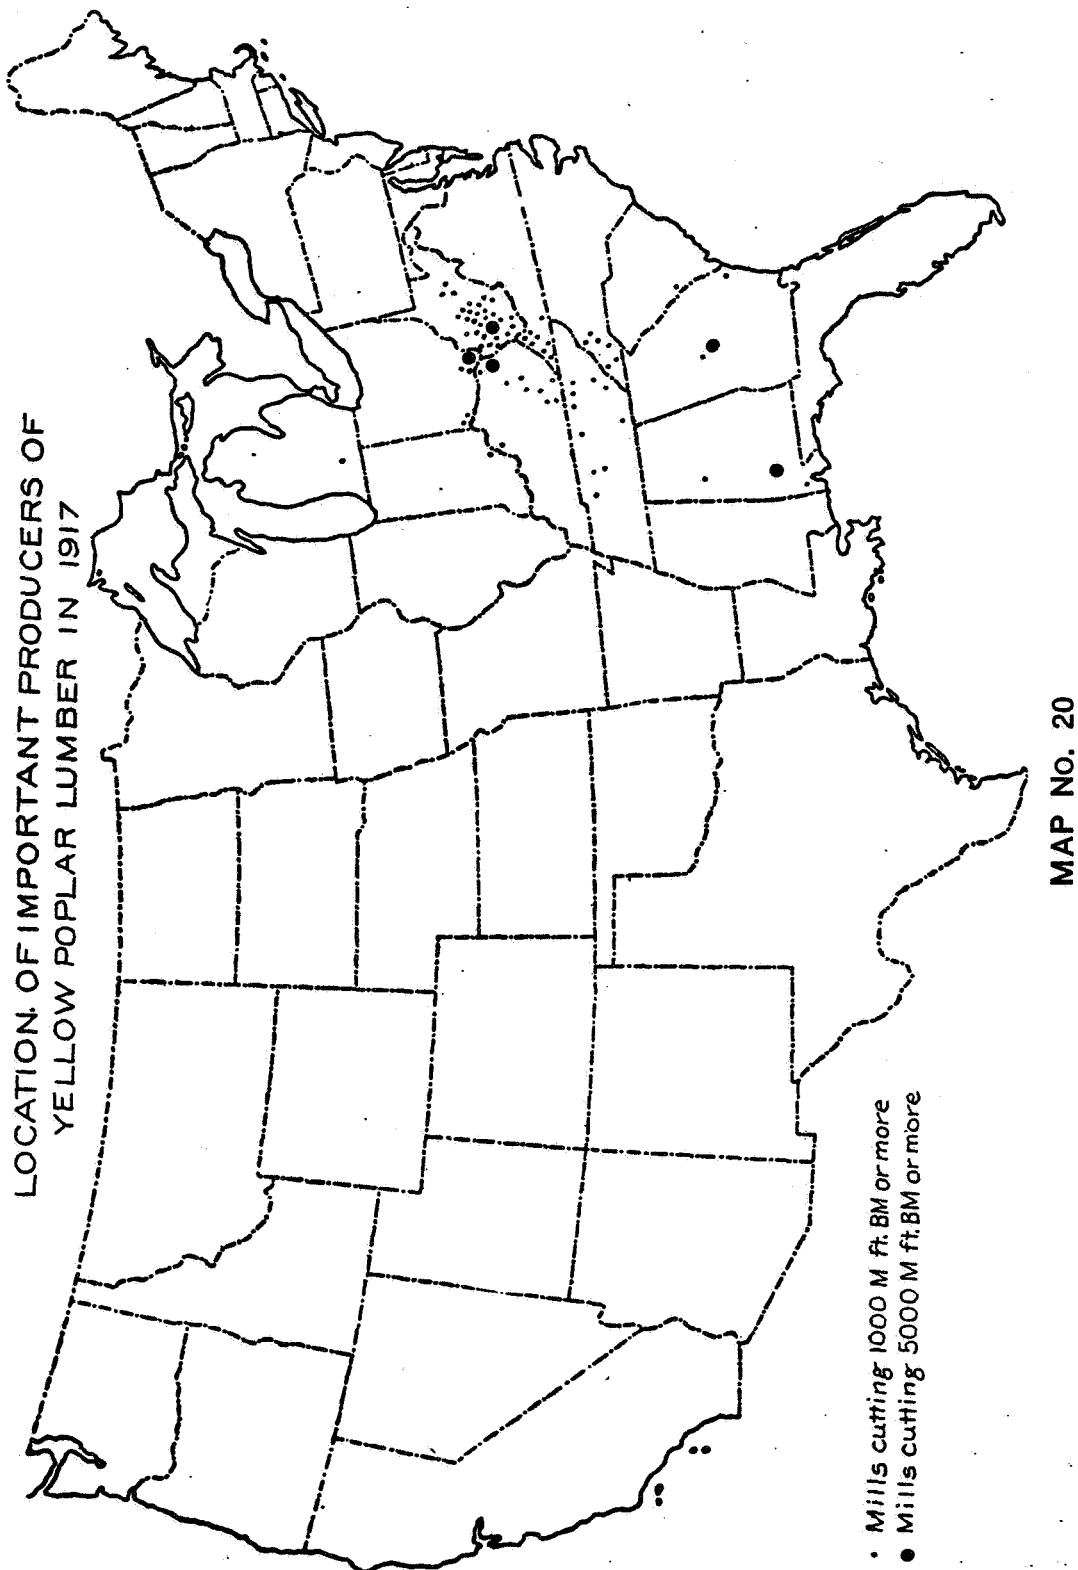 LOCATION OF IMPORTANT PRODUCERS OF
YELLOW POPLAR LUMBER IN 1917
• Mills cutting 1000 M ft. BM or more
● Mills cutting 5000 M ft. BM or more
MAP No. 20